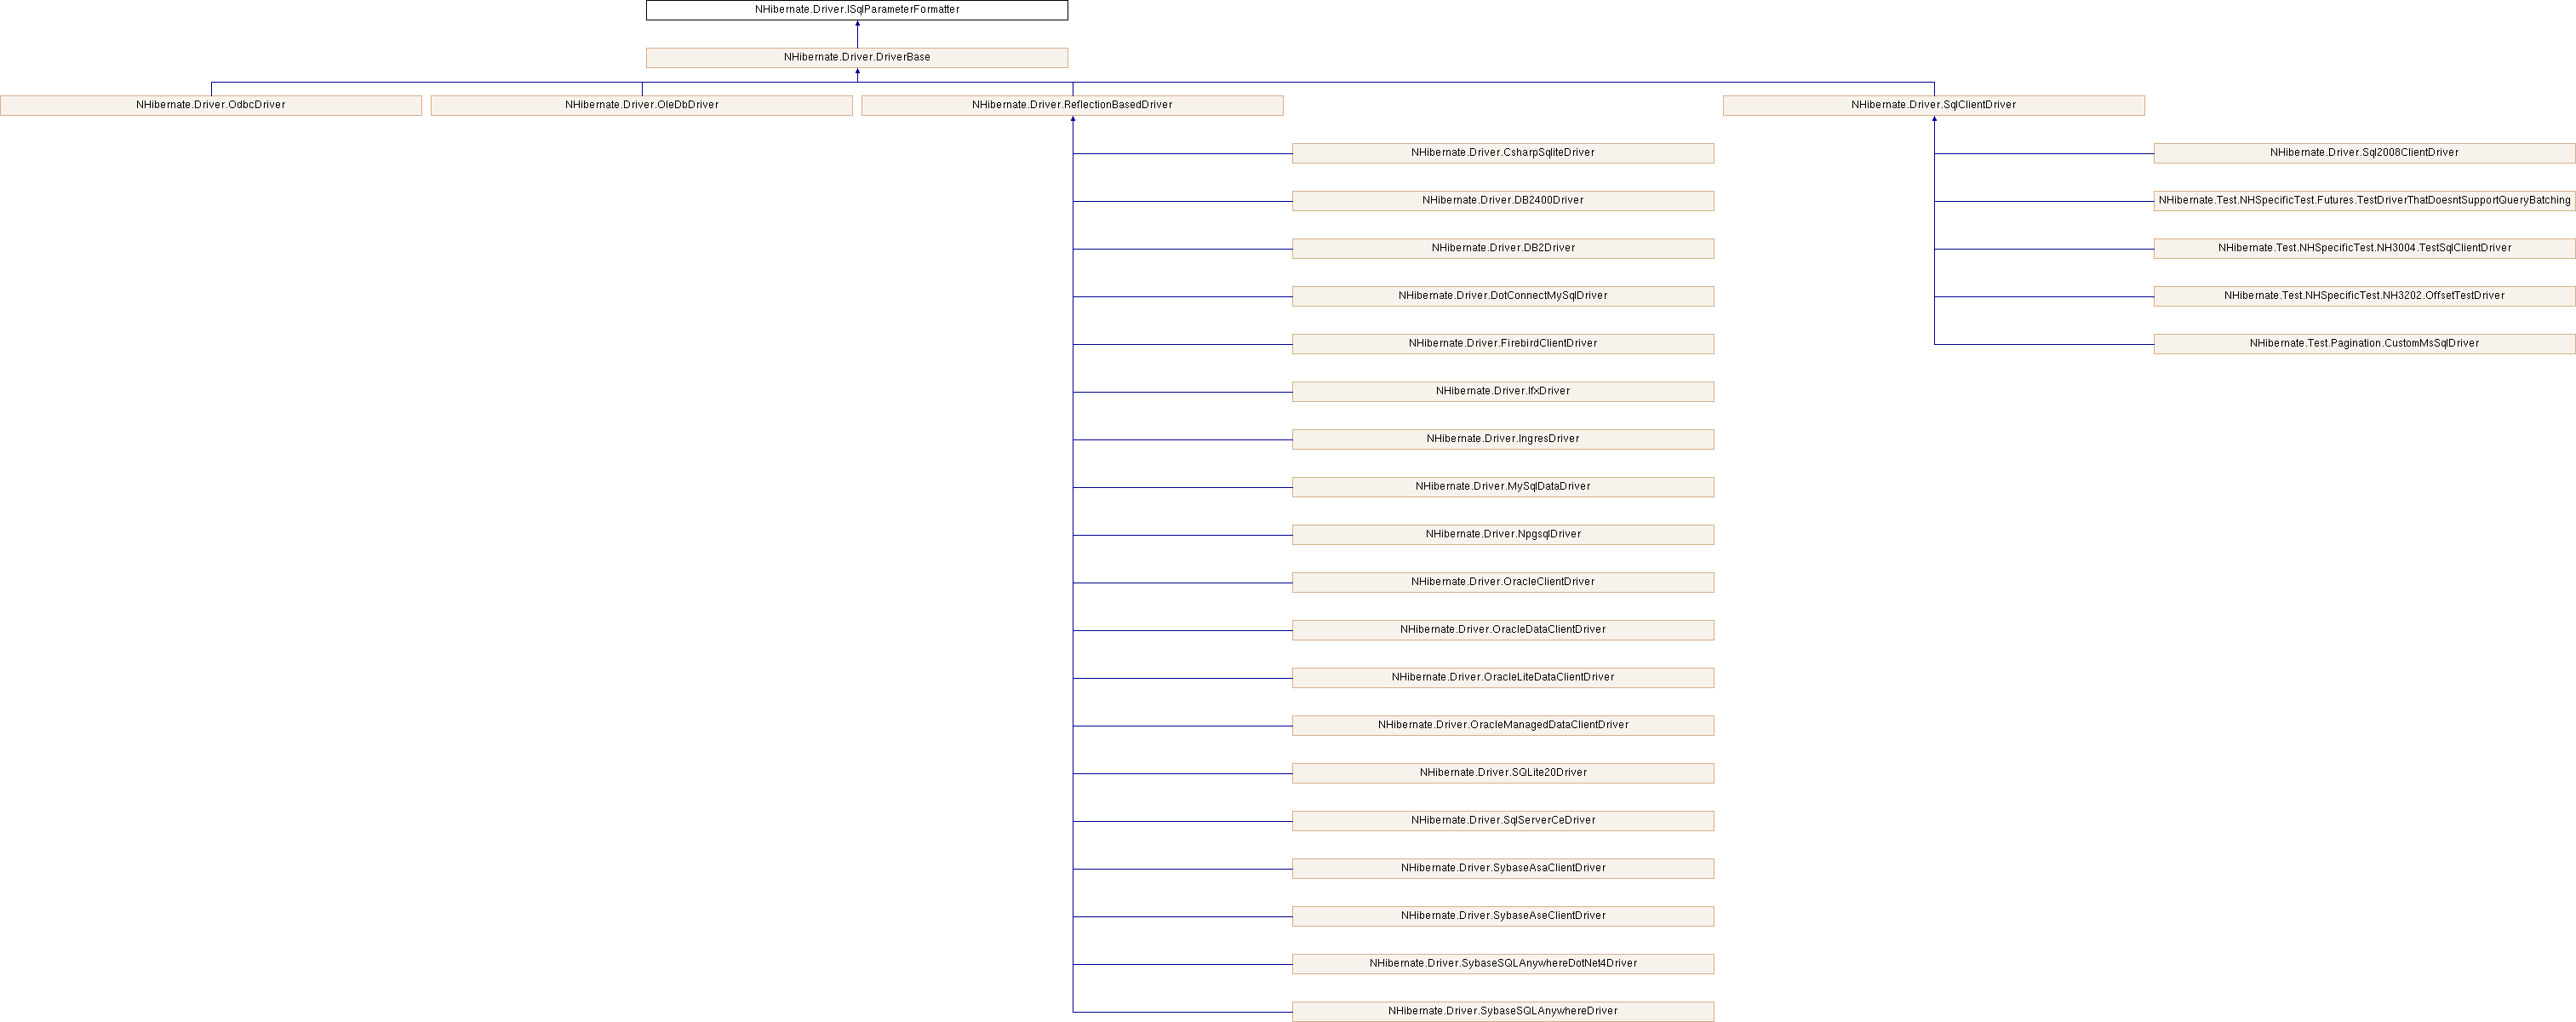 NHibernate.Driver.ISqlParameterFormatter
NHibernate.Driver.DriverBase
NHibernate.Driver.OdbcDriver
NHibernate.Driver.OleDbDriver
NHibernate.Driver.ReflectionBasedDriver
NHibernate.Driver.SqlClientDriver
NHibernate.Driver.CsharpSqliteDriver
NHibernate.Driver.Sql2008ClientDriver
NHibernate.Driver.DB2400Driver
NHibernate.Test.NHSpecificTest.Futures.TestDriverThatDoesntSupportQueryBatching
NHibernate.Driver.DB2Driver
NHibernate.Test.NHSpecificTest.NH3004.TestSqlClientDriver
NHibernate.Driver.DotConnectMySqlDriver
NHibernate.Test.NHSpecificTest.NH3202.OffsetTestDriver
NHibernate.Driver.FirebirdClientDriver
NHibernate.Test.Pagination.CustomMsSqlDriver
NHibernate.Driver.IfxDriver
NHibernate.Driver.IngresDriver
NHibernate.Driver.MySqlDataDriver
NHibernate.Driver.NpgsqlDriver
NHibernate.Driver.OracleClientDriver
NHibernate.Driver.OracleDataClientDriver
NHibernate.Driver.OracleLiteDataClientDriver
NHibernate.Driver.OracleManagedDataClientDriver
NHibernate.Driver.SQLite20Driver
NHibernate.Driver.SqlServerCeDriver
NHibernate.Driver.SybaseAsaClientDriver
NHibernate.Driver.SybaseAseClientDriver
NHibernate.Driver.SybaseSQLAnywhereDotNet4Driver
NHibernate.Driver.SybaseSQLAnywhereDriver